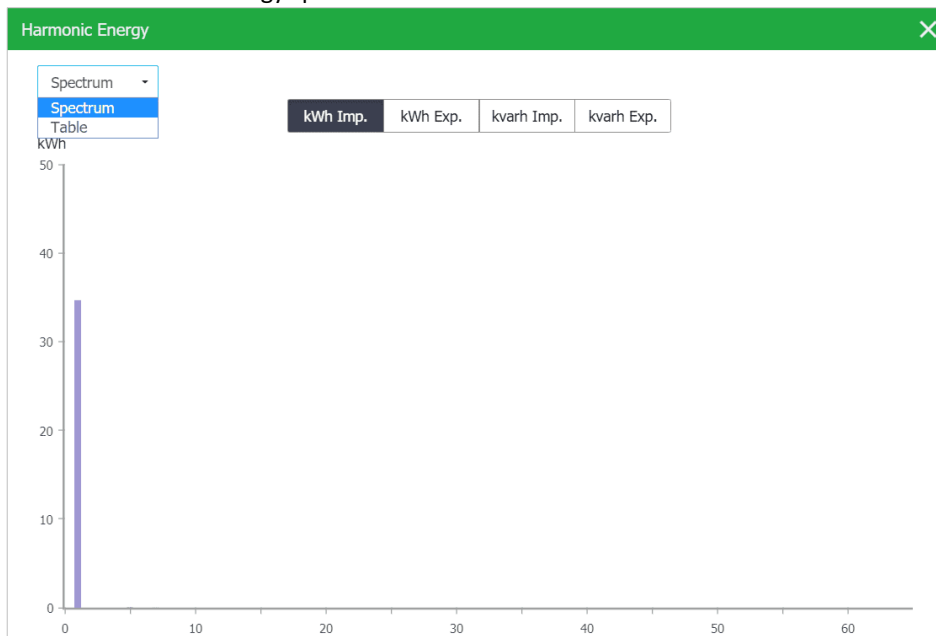 Harmonic Energy
Spectrum
Spectrum
Table
kWh Imp. kWh Exp. kvarh Imp. kvarh Exp.
kWh
50
40
30
20
10
0
0 10 20 30 40 50 60